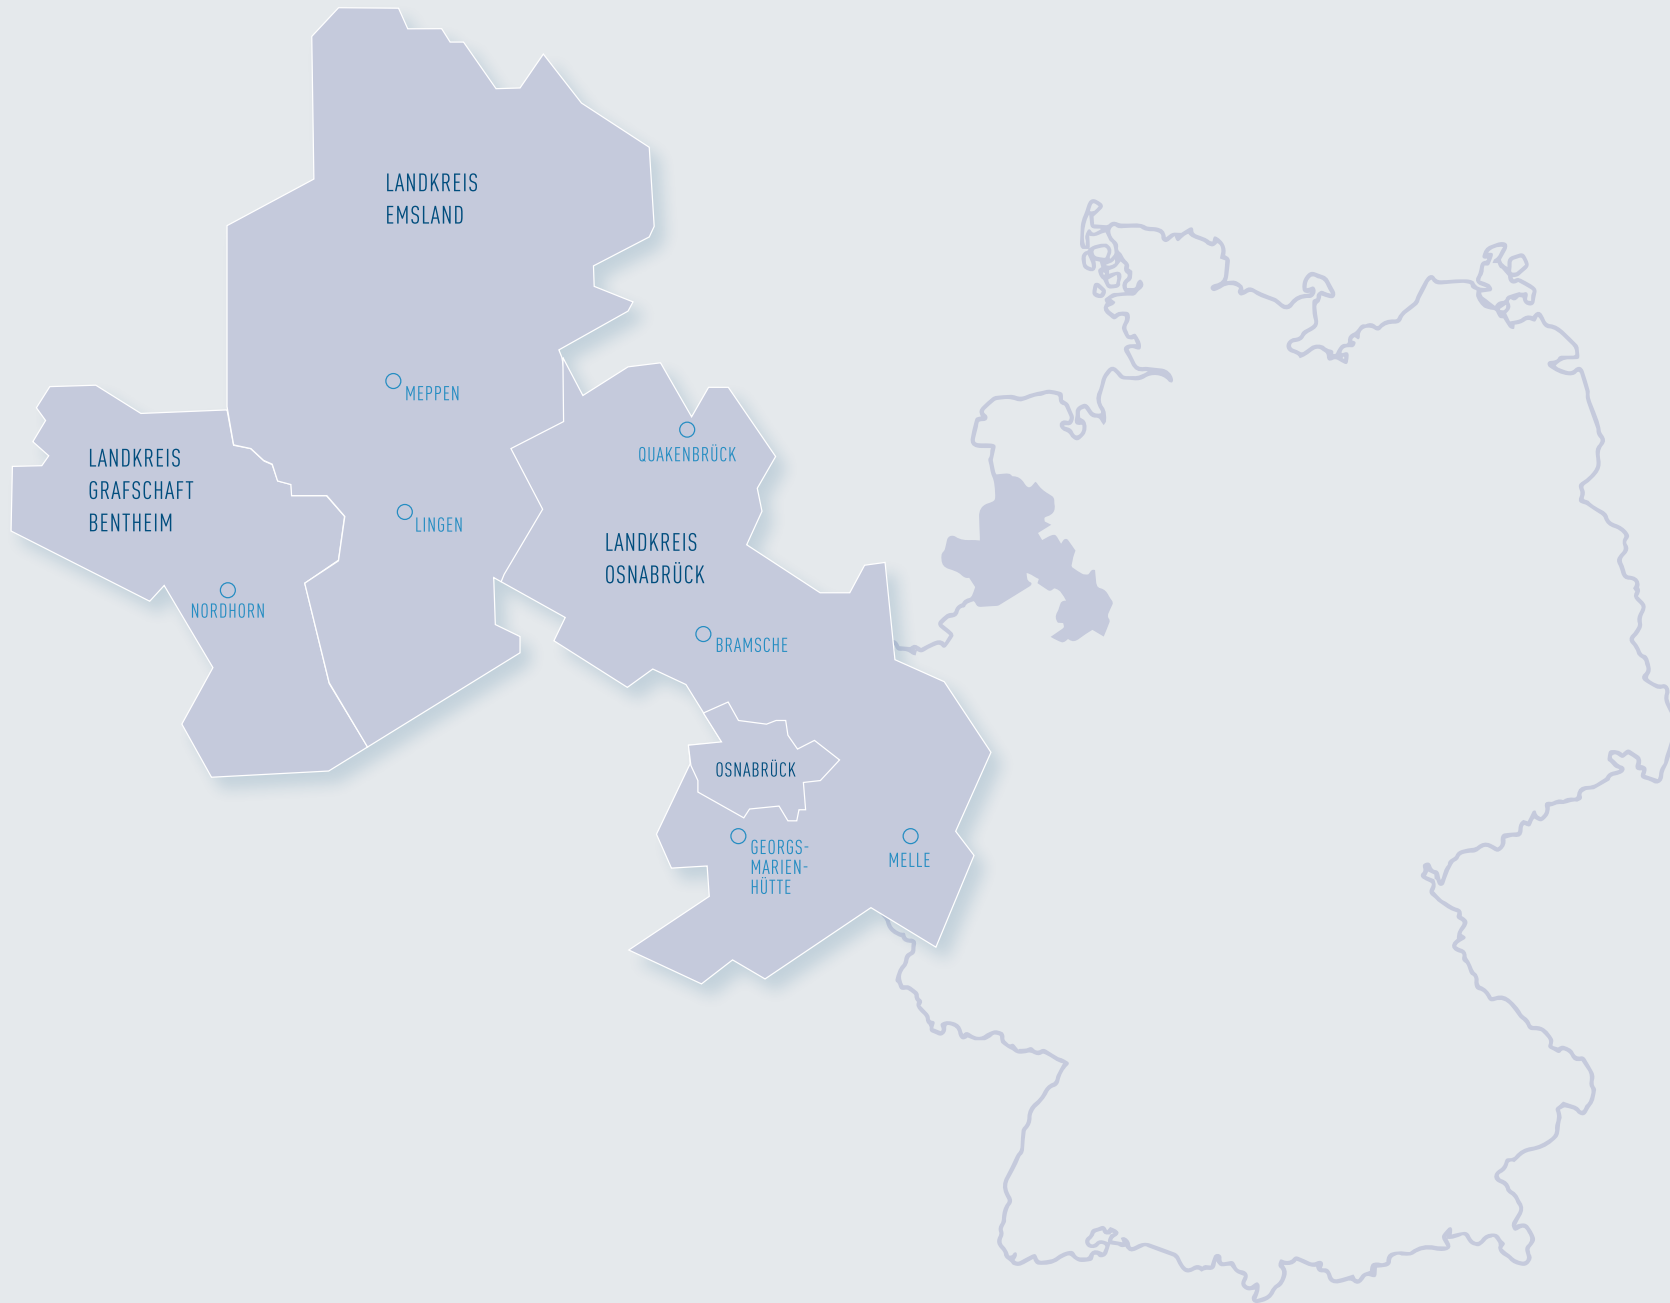 LANDKREIS
EMSLAND
MEPPEN
LANDKREIS
GRAFSCHAFT
BENTHEIM
QUAKENBRÜCK
LINGEN
LANDKREIS
OSNABRÜCK
NORDHORN
BRAMSCHE
OSNABRÜCK
GEORGS-
MARIEN-
HÜTTE
MELLE